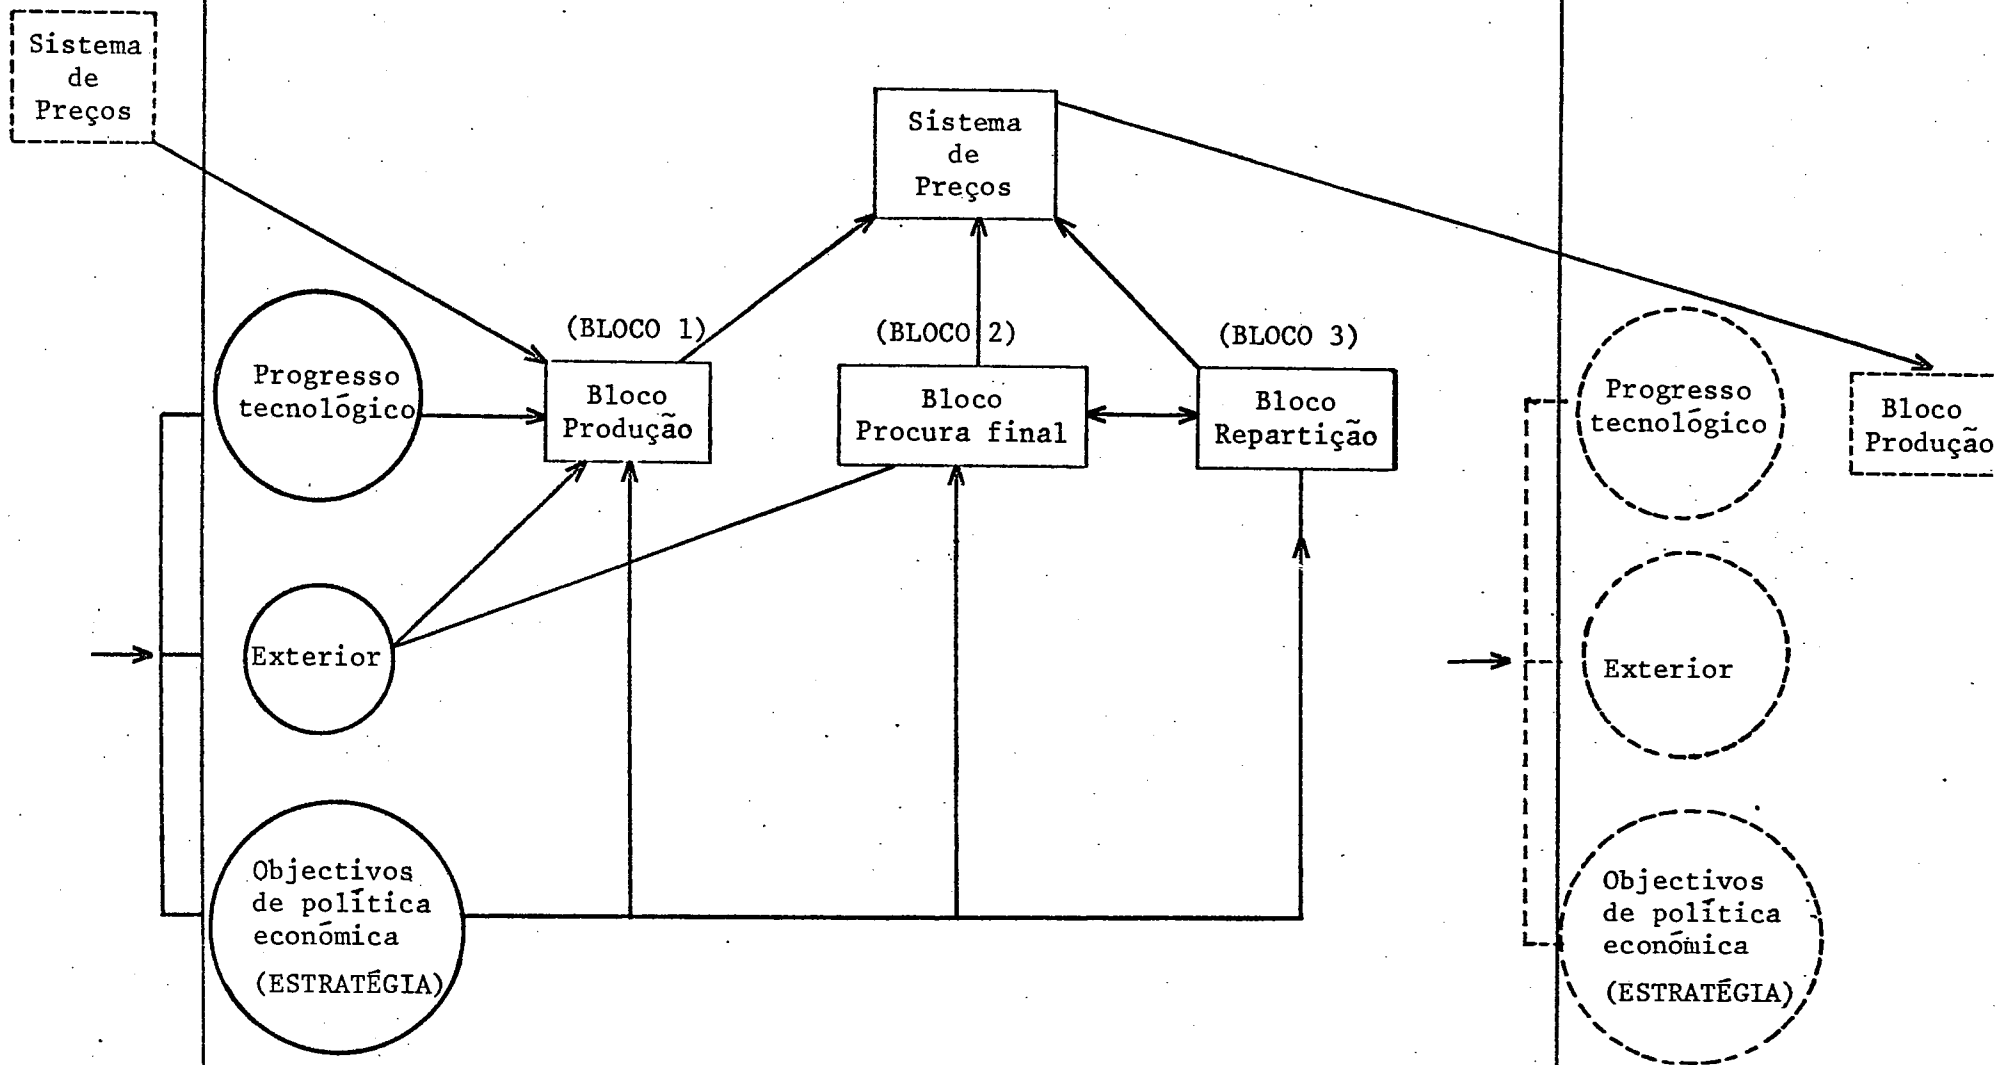 Sistema
de
Preços
Sistema
de
Preços
(BLOCO 1)
(BLOCO 2)
(BLOCO 3)
Progresso
tecnológico
Bloco
Produção
Bloco
Procura final
Bloco
Repartição
Progresso
tecnológico
Bloco
Produção
Exterior
Exterior
Objectivos
de política
económica
(ESTRATÉGIA)
Objectivos
de política
económica
(ESTRATÉGIA)